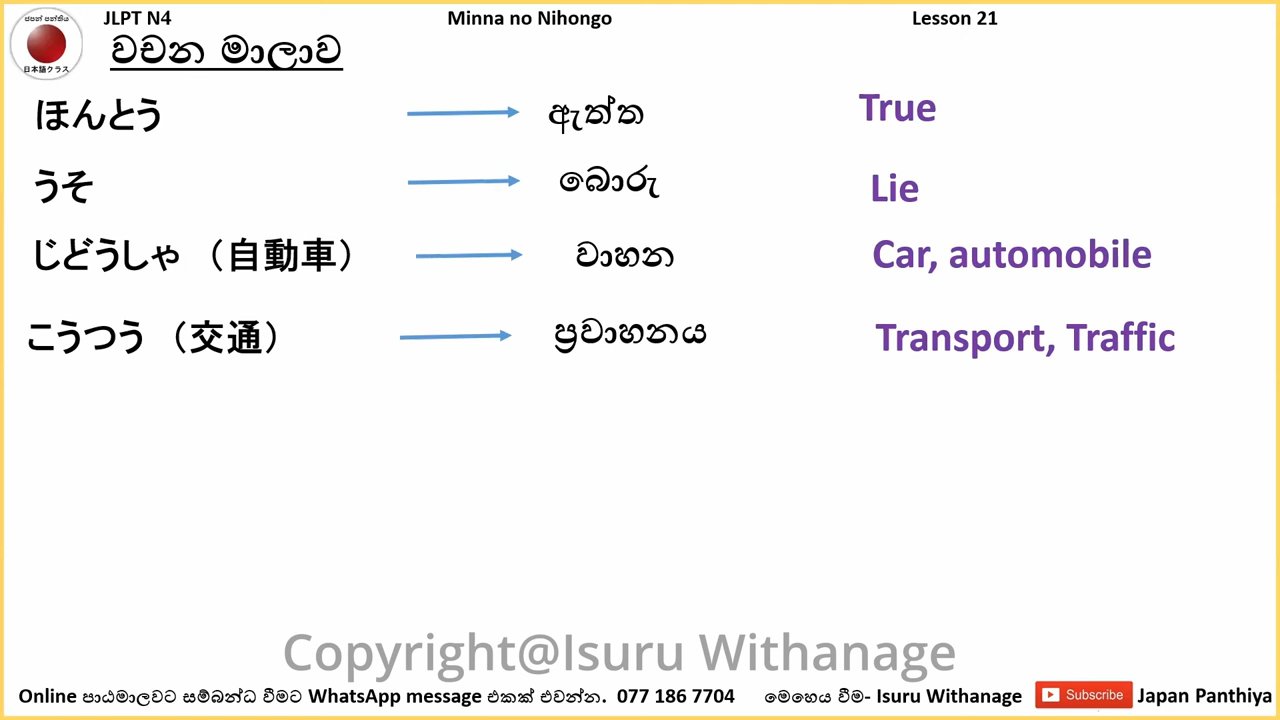 JLPT N4 Minna no Nihongo Lesson 21
ජපන් පන්තිය
日本語クラス
වචන මාලාව
ほんとう ඇත්ත True
うそ බොරු Lie
じどうしゃ （自動車） වාහන Car, automobile
こうつう （交通） ප්‍රවාහනය Transport, Traffic
Copyright@Isuru Withanage
Online පාඨමාලවට සම්බන්ධ වීමට WhatsApp message එකක් එවන්න. 077 186 7704 මෙහෙය වීම- Isuru Withanage Subscribe Japan Panthiya